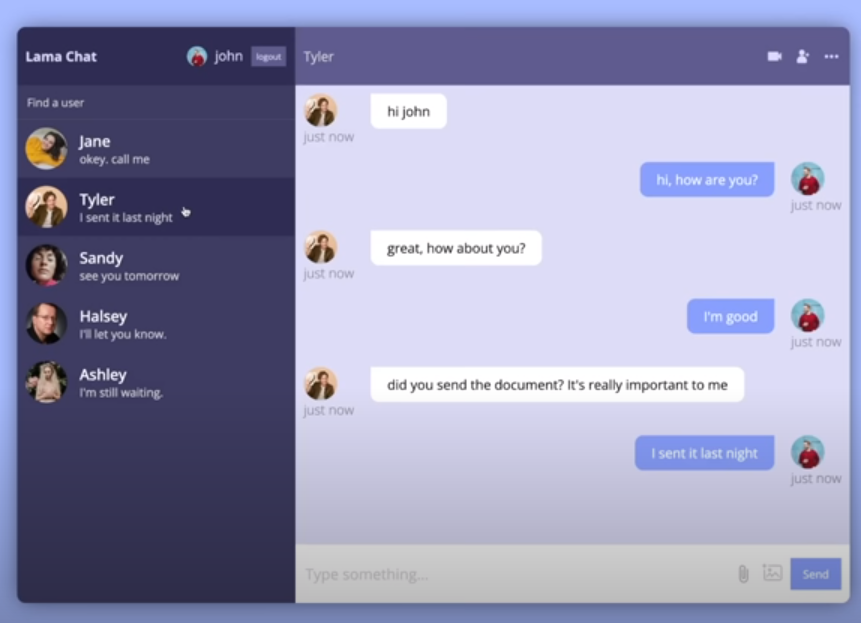 Lama Chat
john
logout
Find a user
Jane
okey. call me
Tyler
I sent it last night
Sandy
see you tomorrow
Halsey
I'll let you know.
Ashley
I'm still waiting.
Tyler
hi john
just now
hi, how are you?
just now
great, how about you?
just now
I'm good
just now
did you send the document? It's really important to me
just now
I sent it last night
just now
Type something...
Send